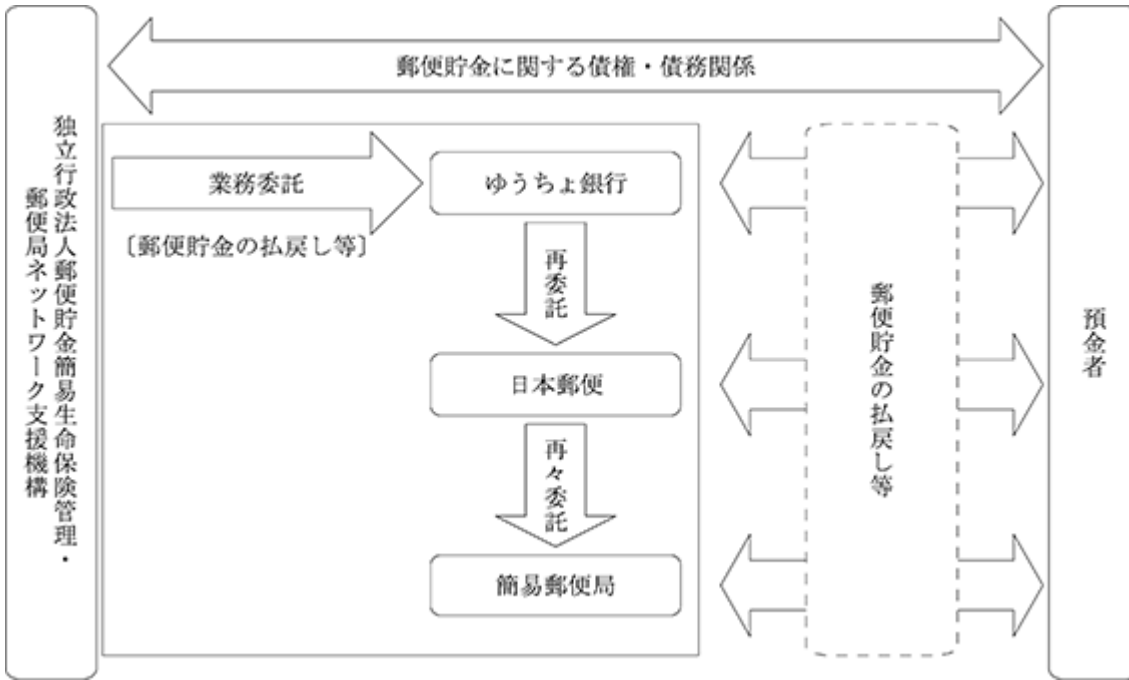 郵便貯金に関する債権・債務関係
独立行政法人郵便貯金簡易生命保険管理・
郵便局ネットワーク支援機構
業務委託
〔郵便貯金の払戻し等〕
ゆうちょ銀行
再委託
日本郵便
再々委託
簡易郵便局
郵便貯金の払戻し等
預金者